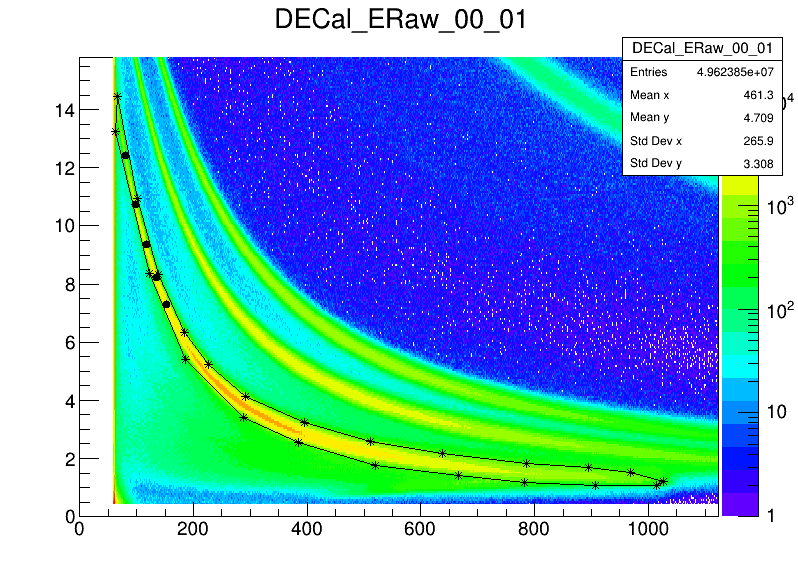 DECal_ERaw_00_01
DECal_ERaw_00_01
Entries 4.962385e+07
Mean x 461.3
Mean y 4.709
Std Dev x 265.9
Std Dev y 3.308
14
12
10
8
6
4
2
0
0 200 400 600 800 1000
10³
10²
10
1